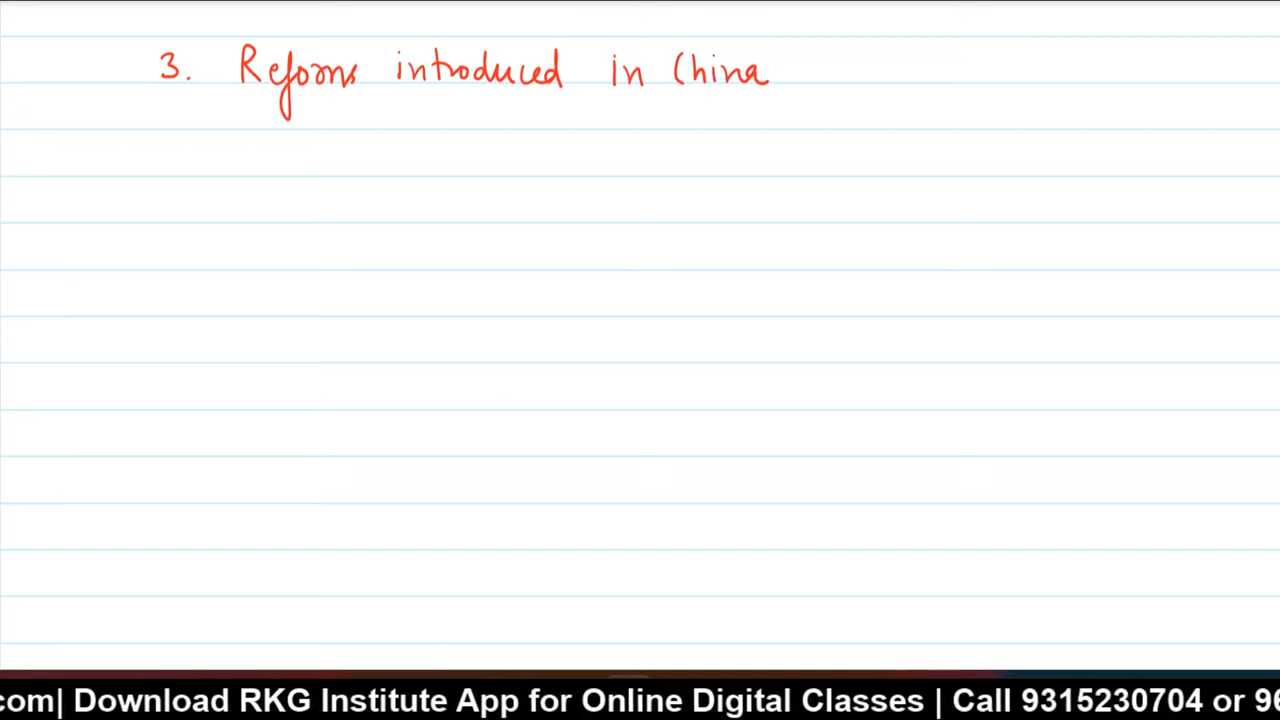 3. Reforms introduced in China
.com| Download RKG Institute App for Online Digital Classes | Call 9315230704 or 96